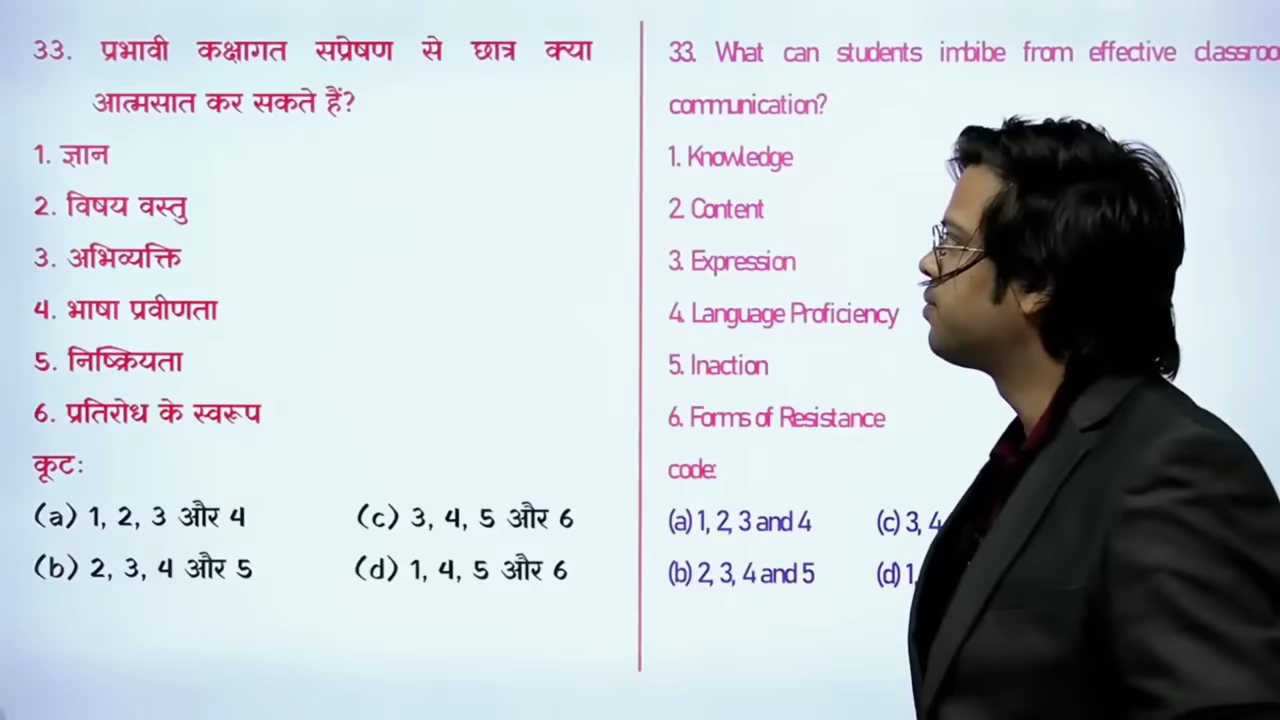 33. प्रभावी कक्षागत सप्रेषण से छात्र क्या
आत्मसात कर सकते हैं?
1. ज्ञान
2. विषय वस्तु
3. अभिव्यक्ति
4. भाषा प्रवीणता
5. निष्क्रियता
6. प्रतिरोध के स्वरूप
कूट:
(a) 1, 2, 3 और 4 (c) 3, 4, 5 और 6
(b) 2, 3, 4 और 5 (d) 1, 4, 5 और 6
33. What can students imbibe from effective
communication?
1. Knowledge
2. Content
3. Expression
4. Language Proficiency
5. Inaction
6. Forms of Resistance
code:
(a) 1, 2, 3 and 4 (c) 3, 4
(b) 2, 3, 4 and 5 (d) 1,